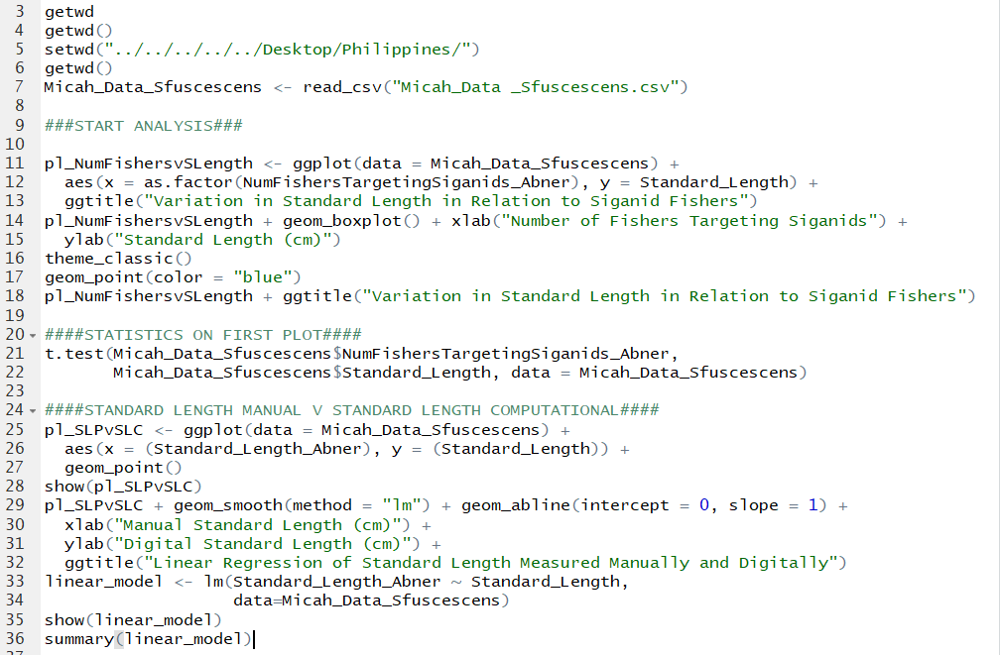 3 getwd
4 getwd()
5 setwd("../../../../../Desktop/Philippines/")
6 getwd()
7 Micah_Data_Sfuscescens <- read_csv("Micah_Data _Sfuscescens.csv")
8
9 ###START ANALYSIS###
10
11 pl_NumFishersvSLength <- ggplot(data = Micah_Data_Sfuscescens) +
12   aes(x = as.factor(NumFishersTargetingSiganids_Abner), y = Standard_Length) +
13   ggtitle("Variation in Standard Length in Relation to Siganid Fishers")
14 pl_NumFishersvSLength + geom_boxplot() + xlab("Number of Fishers Targeting Siganids") +
15   ylab("Standard Length (cm)")
16 theme_classic()
17 geom_point(color = "blue")
18 pl_NumFishersvSLength + ggtitle("Variation in Standard Length in Relation to Siganid Fishers")
19
20 ####STATISTICS ON FIRST PLOT####
21 t.test(Micah_Data_Sfuscescens$NumFishersTargetingSiganids_Abner,
22        Micah_Data_Sfuscescens$Standard_Length, data = Micah_Data_Sfuscescens)
23
24 ####STANDARD LENGTH MANUAL V STANDARD LENGTH COMPUTATIONAL####
25 pl_SLPvSLC <- ggplot(data = Micah_Data_Sfuscescens) +
26   aes(x = (Standard_Length_Abner), y = (Standard_Length)) +
27   geom_point()
28 show(pl_SLPvSLC)
29 pl_SLPvSLC + geom_smooth(method = "lm") + geom_abline(intercept = 0, slope = 1) +
30   xlab("Manual Standard Length (cm)") +
31   ylab("Digital Standard Length (cm)") +
32   ggtitle("Linear Regression of Standard Length Measured Manually and Digitally")
33 linear_model <- lm(Standard_Length_Abner ~ Standard_Length,
34                    data=Micah_Data_Sfuscescens)
35 show(linear_model)
36 summary(linear_model)